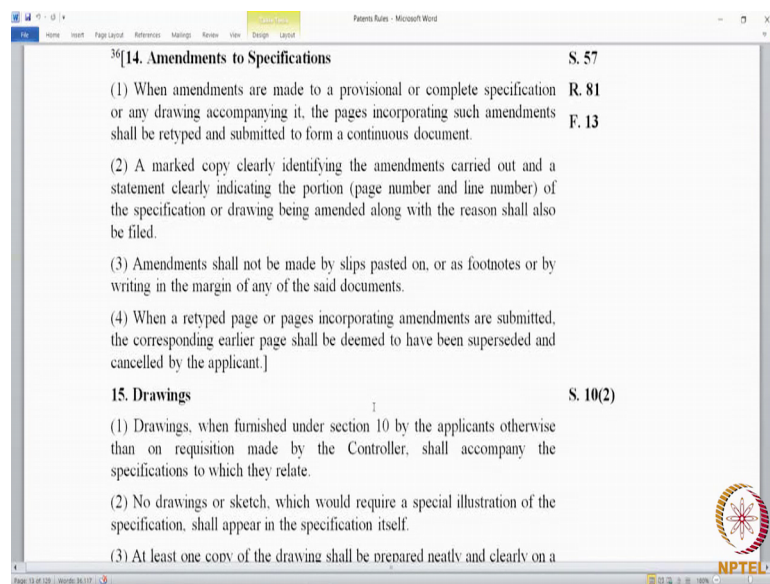 Table Tools
Patents Rules - Microsoft Word
File Home Insert Page Layout References Mailings Review View Design Layout
36[14. Amendments to Specifications S. 57
(1) When amendments are made to a provisional or complete specification R. 81
or any drawing accompanying it, the pages incorporating such amendments
shall be retyped and submitted to form a continuous document. F. 13
(2) A marked copy clearly identifying the amendments carried out and a
statement clearly indicating the portion (page number and line number) of
the specification or drawing being amended along with the reason shall also
be filed.
(3) Amendments shall not be made by slips pasted on, or as footnotes or by
writing in the margin of any of the said documents.
(4) When a retyped page or pages incorporating amendments are submitted,
the corresponding earlier page shall be deemed to have been superseded and
cancelled by the applicant.]
15. Drawings S. 10(2)
(1) Drawings, when furnished under section 10 by the applicants otherwise
than on requisition made by the Controller, shall accompany the
specifications to which they relate.
(2) No drawings or sketch, which would require a special illustration of the
specification, shall appear in the specification itself.
(3) At least one copy of the drawing shall be prepared neatly and clearly on a
NPTEL
Page: 13 of 129 Words: 36,117 100%